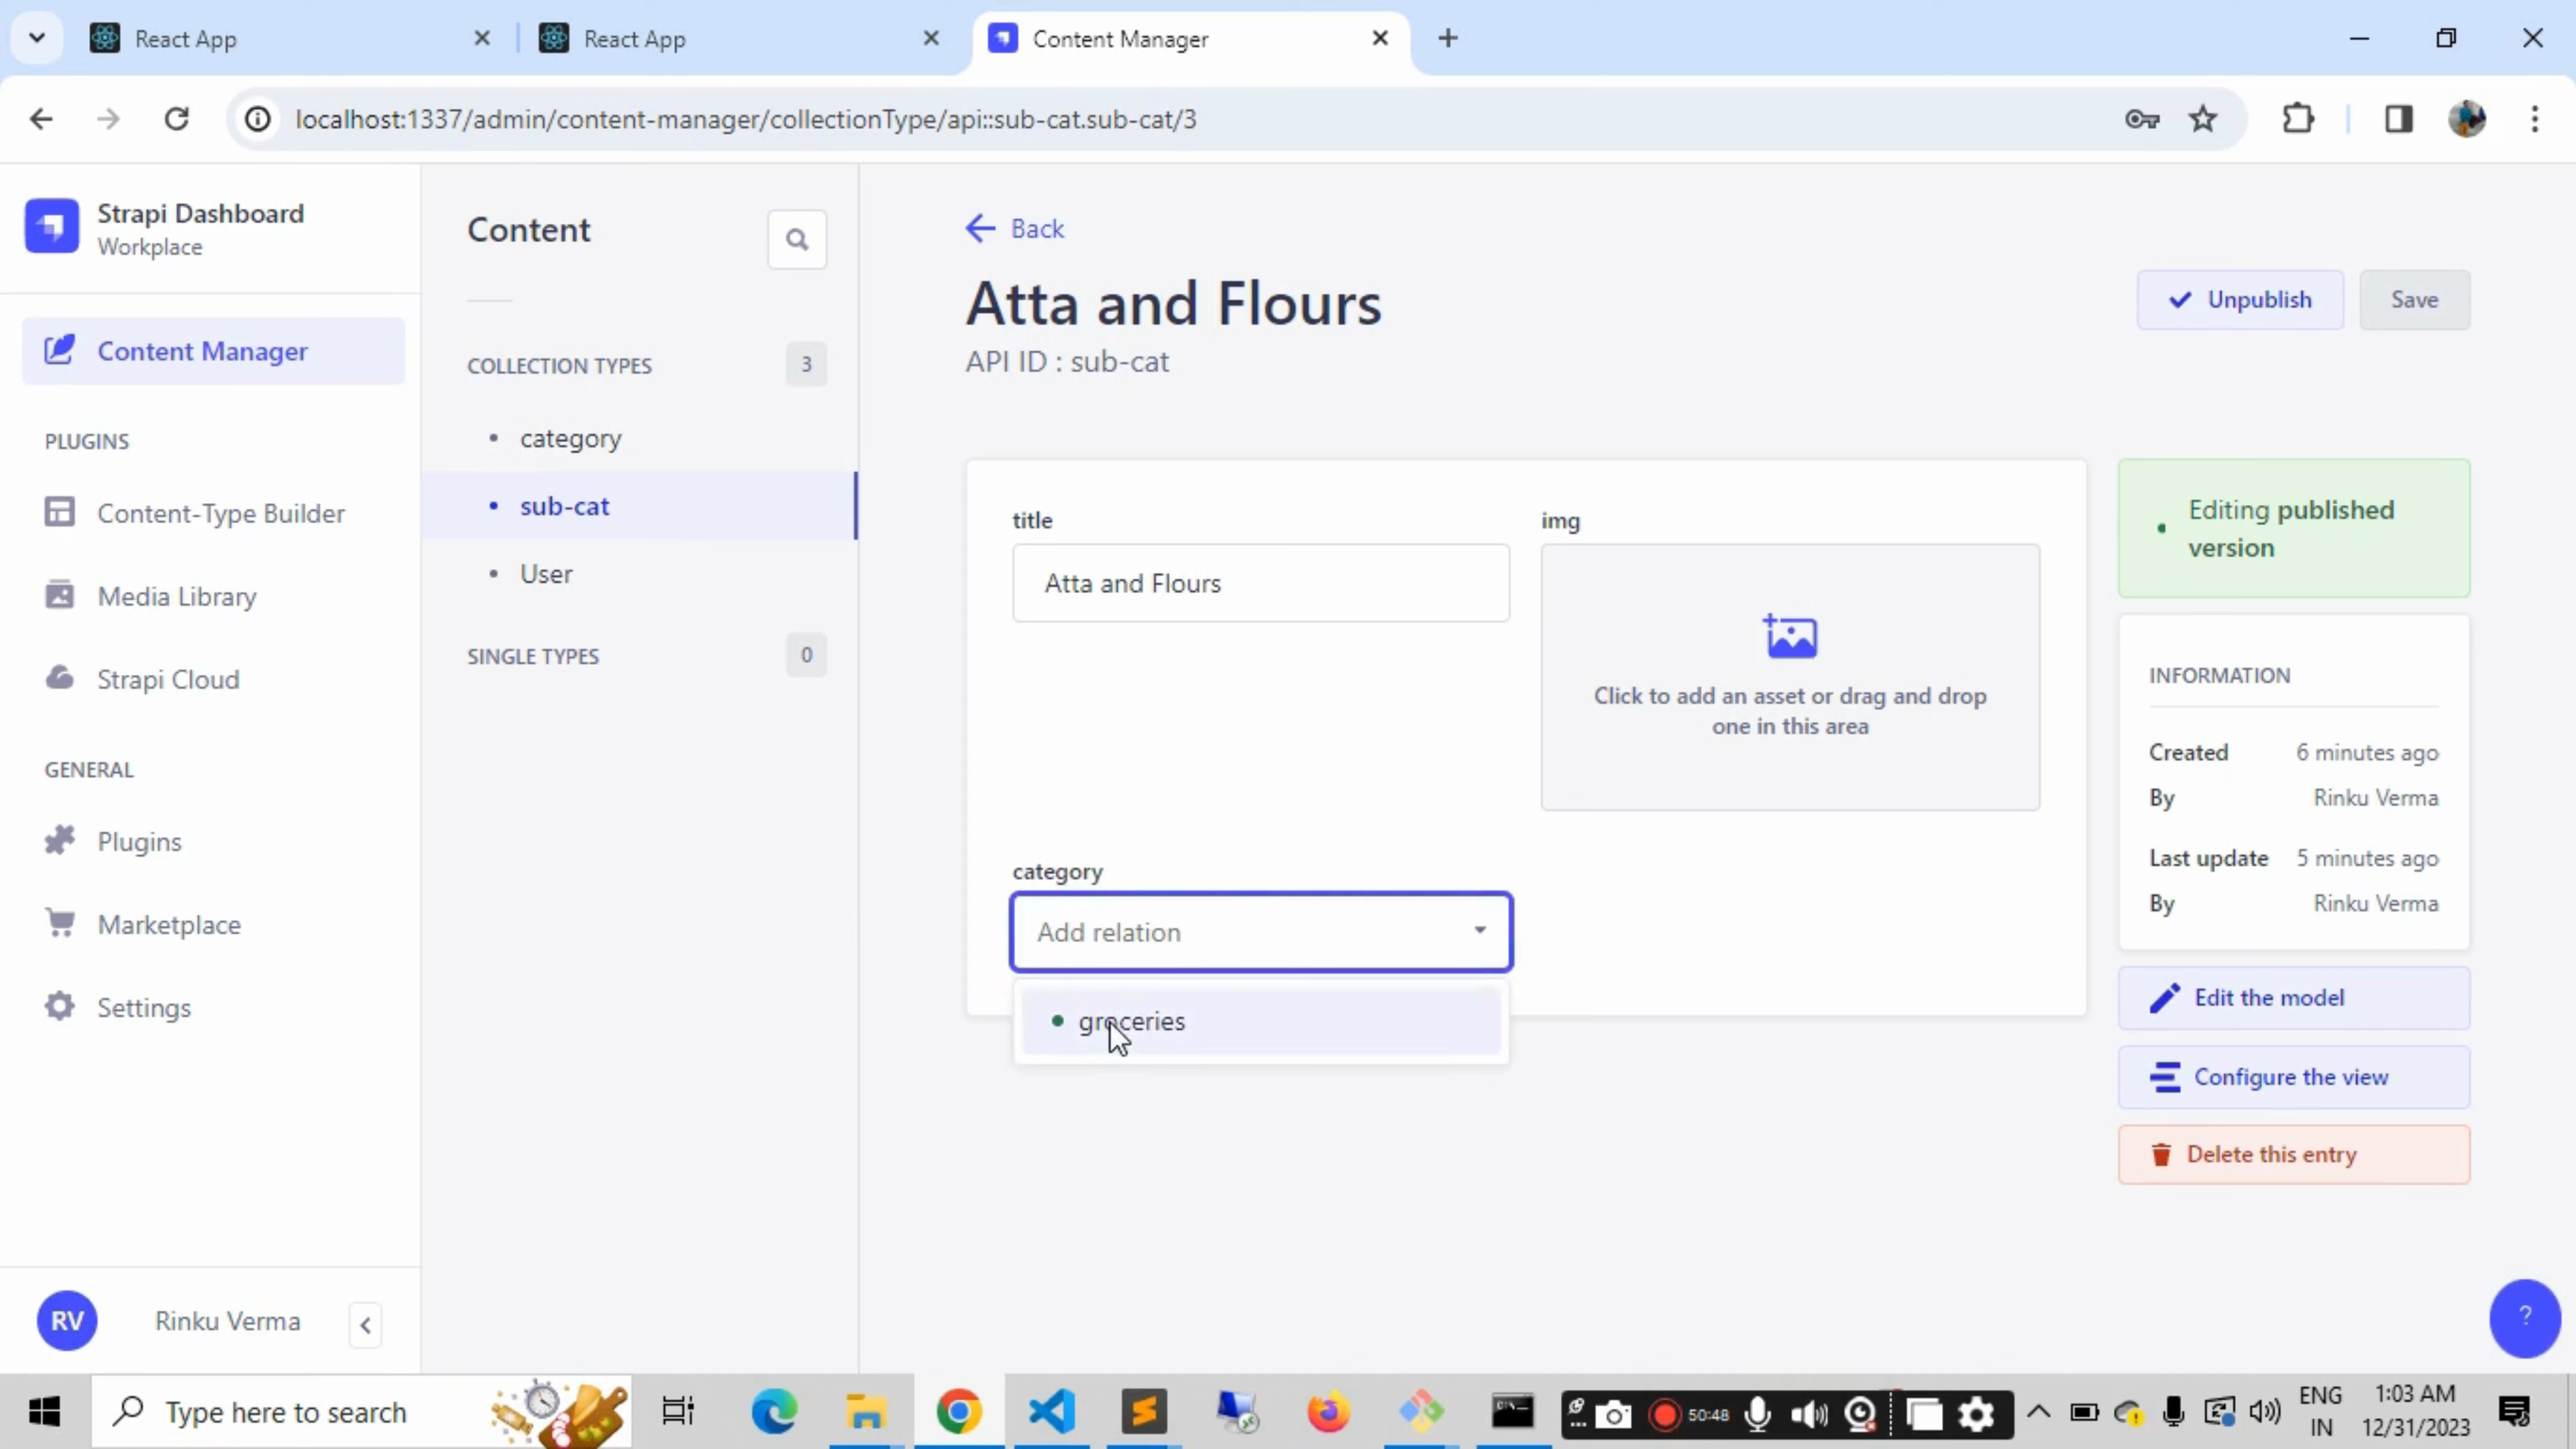 React App
React App
Content Manager
localhost:1337/admin/content-manager/collectionType/api::sub-cat.sub-cat/3
Strapi Dashboard
Workplace
Content Manager
PLUGINS
Content-Type Builder
Media Library
Strapi Cloud
GENERAL
Plugins
Marketplace
Settings
RV
Rinku Verma
Content
COLLECTION TYPES
3
category
sub-cat
User
SINGLE TYPES
0
Back
Atta and Flours
API ID : sub-cat
Unpublish
Save
title
Atta and Flours
img
Click to add an asset or drag and drop
one in this area
category
Add relation
groceries
Editing published
version
INFORMATION
Created
6 minutes ago
By
Rinku Verma
Last update
5 minutes ago
By
Rinku Verma
Edit the model
Configure the view
Delete this entry
?
Type here to search
50:48
ENG
IN
1:03 AM
12/31/2023